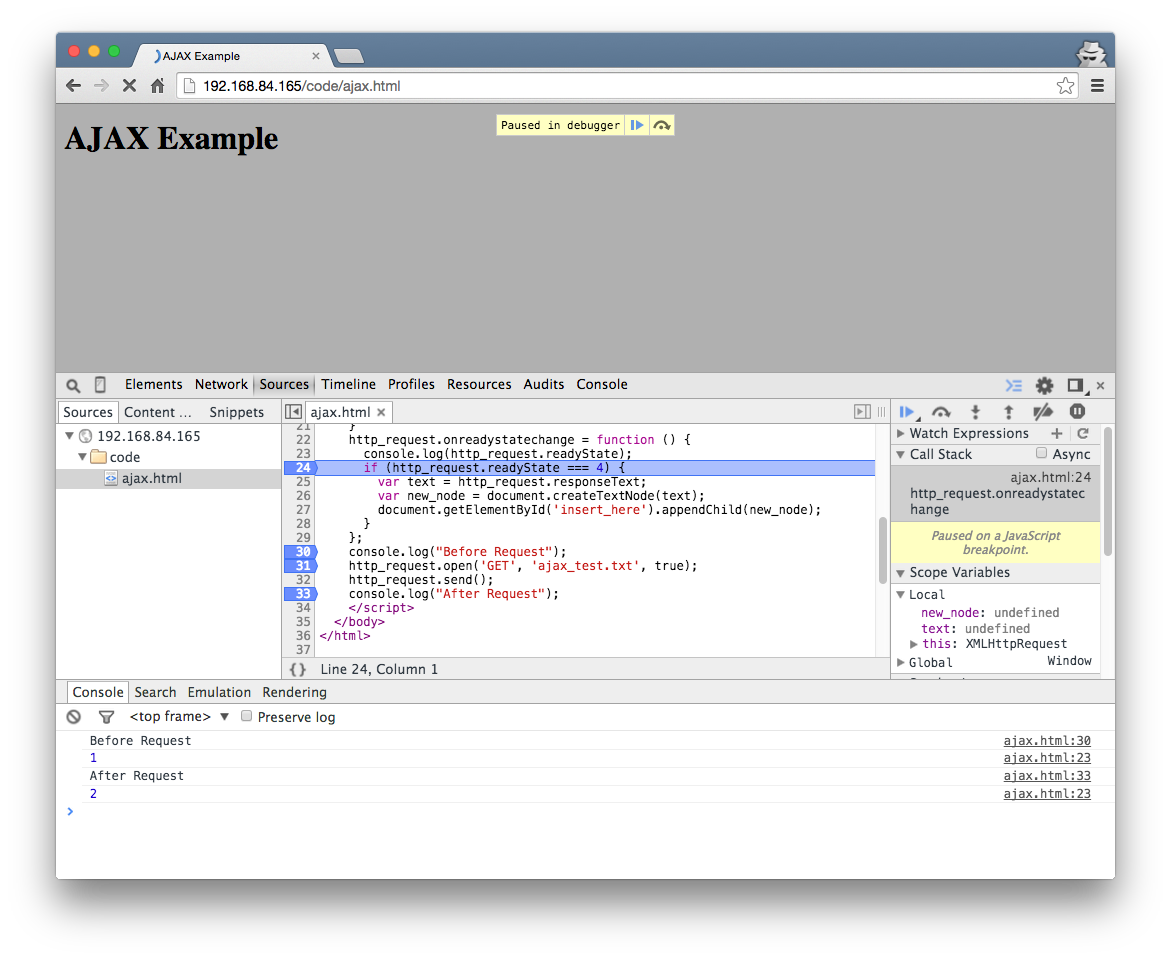 AJAX Example
192.168.84.165/code/ajax.html
AJAX Example
Paused in debugger
Elements Network Sources Timeline Profiles Resources Audits Console
Sources Content ... Snippets
192.168.84.165
code
ajax.html
ajax.html
21 }
22 http_request.onreadystatechange = function () {
23 console.log(http_request.readyState);
24 if (http_request.readyState === 4) {
25 var text = http_request.responseText;
26 var new_node = document.createTextNode(text);
27 document.getElementById('insert_here').appendChild(new_node);
28 }
29 };
30 console.log("Before Request");
31 http_request.open('GET', 'ajax_test.txt', true);
32 http_request.send();
33 console.log("After Request");
34 </script>
35 </body>
36 </html>
37
{ } Line 24, Column 1
Watch Expressions
Call Stack Async
ajax.html:24
http_request.onreadystatec
hange
Paused on a JavaScript
breakpoint.
Scope Variables
Local
new_node: undefined
text: undefined
this: XMLHttpRequest
Global Window
Console Search Emulation Rendering
<top frame> Preserve log
Before Request ajax.html:30
1 ajax.html:23
After Request ajax.html:33
2 ajax.html:23
>